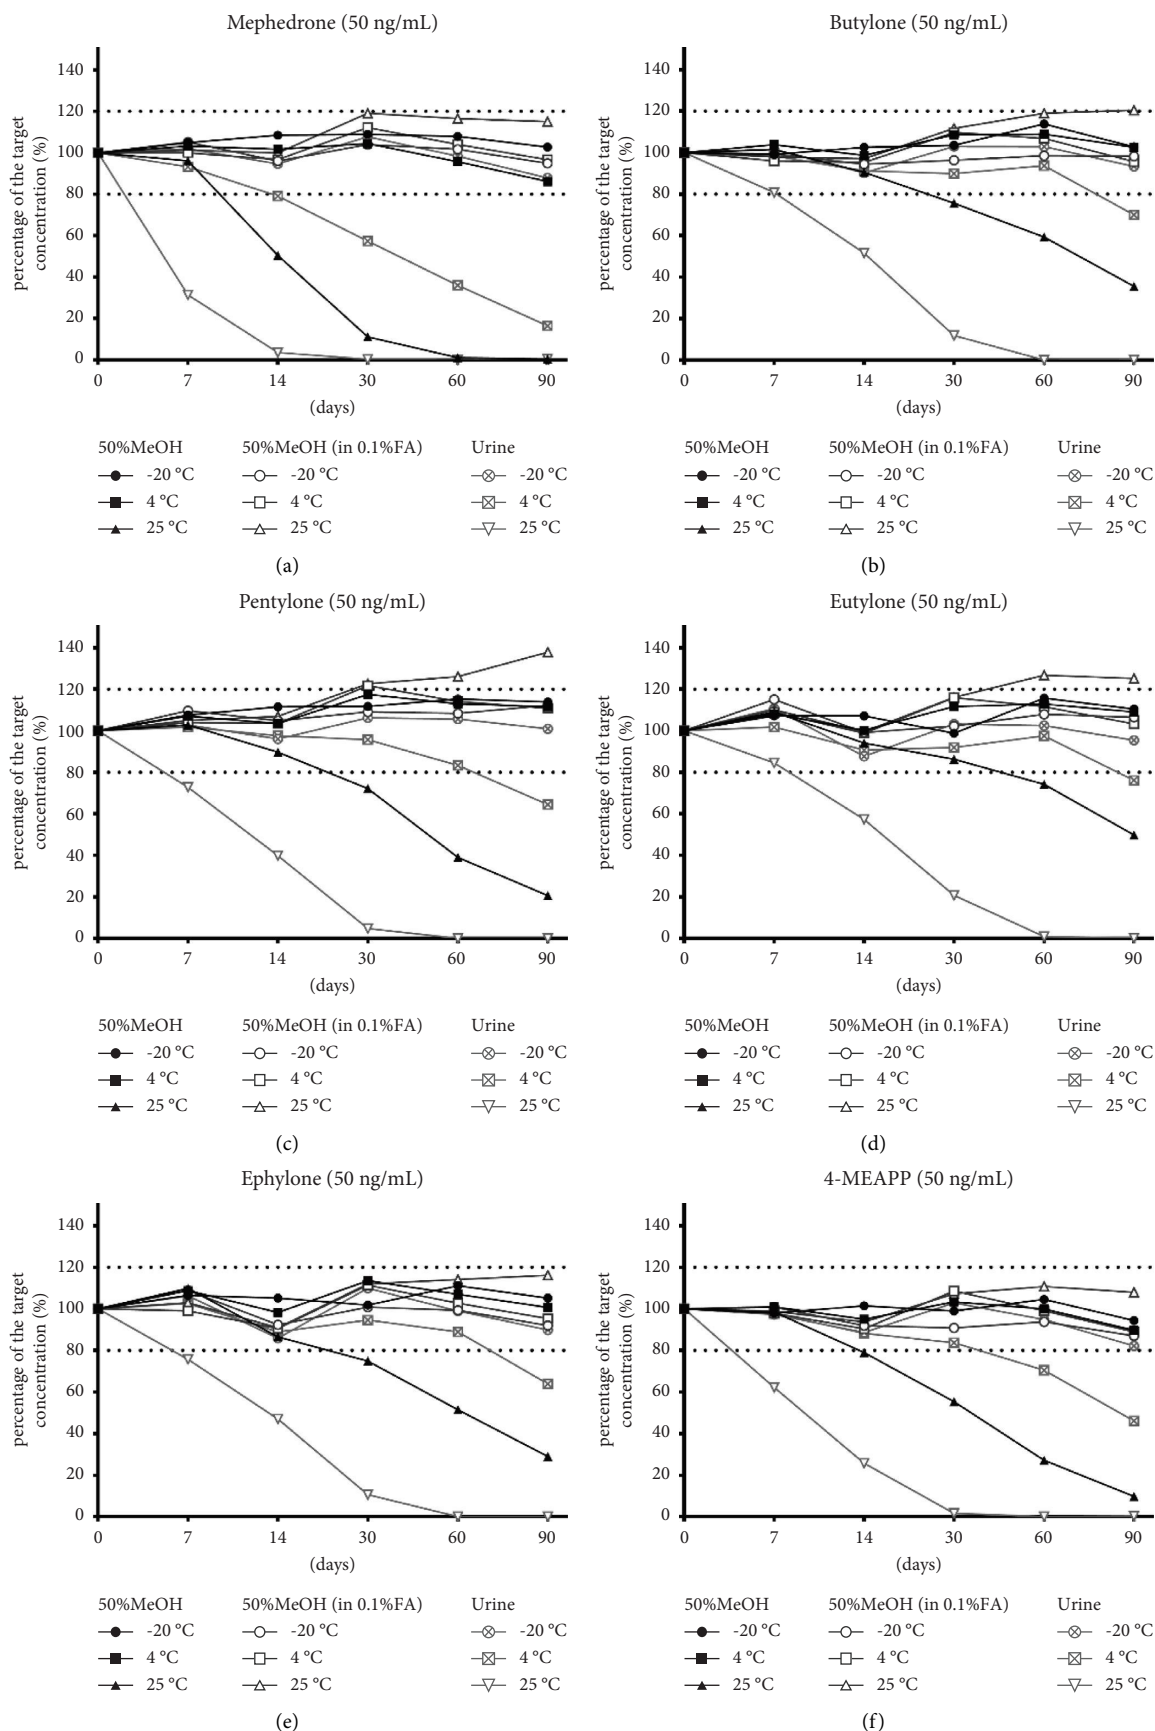 Mephedrone (50 ng/mL)
percentage of the target
concentration (%)
140
120
100
80
60
40
20
0
0 7 14 30 60 90
(days)
50%MeOH 50%MeOH (in 0.1%FA) Urine
-20 °C -20 °C -20 °C
4 °C 4 °C 4 °C
25 °C 25 °C 25 °C
(a)
Butylone (50 ng/mL)
percentage of the target
concentration (%)
140
120
100
80
60
40
20
0
0 7 14 30 60 90
(days)
50%MeOH 50%MeOH (in 0.1%FA) Urine
-20 °C -20 °C -20 °C
4 °C 4 °C 4 °C
25 °C 25 °C 25 °C
(b)
Pentylone (50 ng/mL)
percentage of the target
concentration (%)
140
120
100
80
60
40
20
0
0 7 14 30 60 90
(days)
50%MeOH 50%MeOH (in 0.1%FA) Urine
-20 °C -20 °C -20 °C
4 °C 4 °C 4 °C
25 °C 25 °C 25 °C
(c)
Eutylone (50 ng/mL)
percentage of the target
concentration (%)
140
120
100
80
60
40
20
0
0 7 14 30 60 90
(days)
50%MeOH 50%MeOH (in 0.1%FA) Urine
-20 °C -20 °C -20 °C
4 °C 4 °C 4 °C
25 °C 25 °C 25 °C
(d)
Ephylone (50 ng/mL)
percentage of the target
concentration (%)
140
120
100
80
60
40
20
0
0 7 14 30 60 90
(days)
50%MeOH 50%MeOH (in 0.1%FA) Urine
-20 °C -20 °C -20 °C
4 °C 4 °C 4 °C
25 °C 25 °C 25 °C
(e)
4-MEAPP (50 ng/mL)
percentage of the target
concentration (%)
140
120
100
80
60
40
20
0
0 7 14 30 60 90
(days)
50%MeOH 50%MeOH (in 0.1%FA) Urine
-20 °C -20 °C -20 °C
4 °C 4 °C 4 °C
25 °C 25 °C 25 °C
(f)